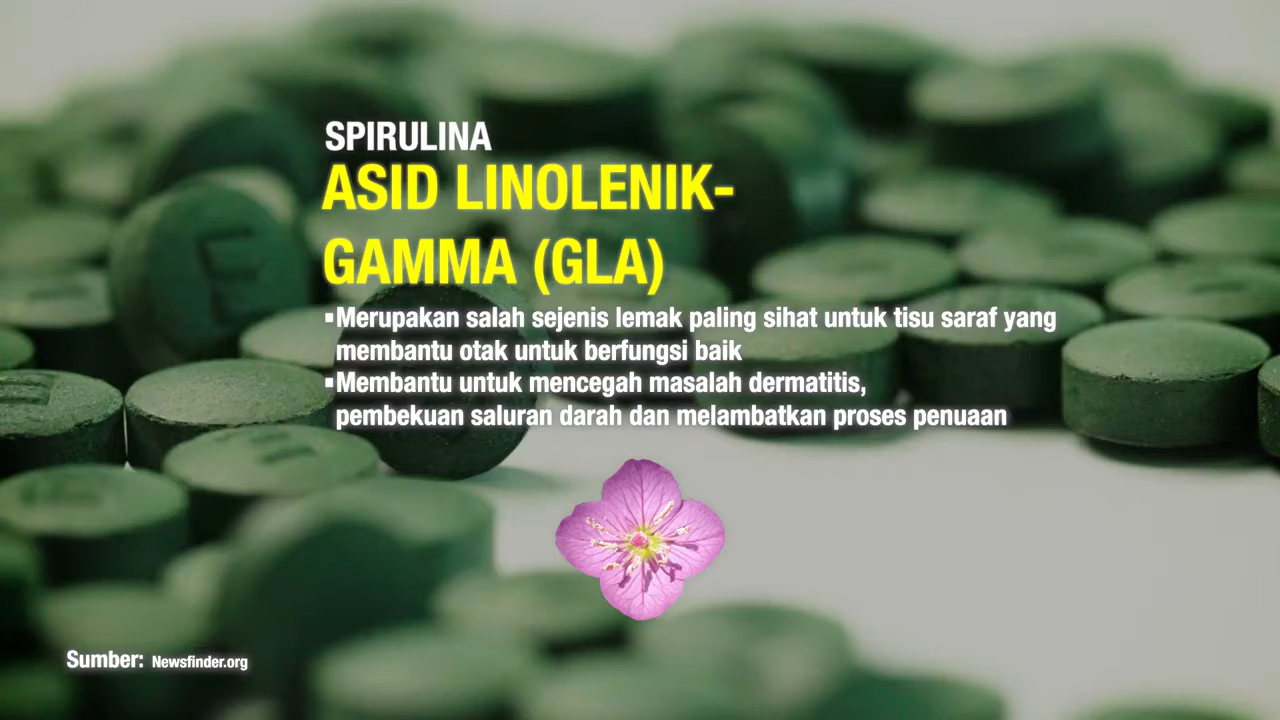 SPIRULINA
ASID LINOLENIK-
GAMMA (GLA)
▪Merupakan salah sejenis lemak paling sihat untuk tisu saraf yang
membantu otak untuk berfungsi baik
▪Membantu untuk mencegah masalah dermatitis,
pembekuan saluran darah dan melambatkan proses penuaan
E
Sumber: Newsfinder.org